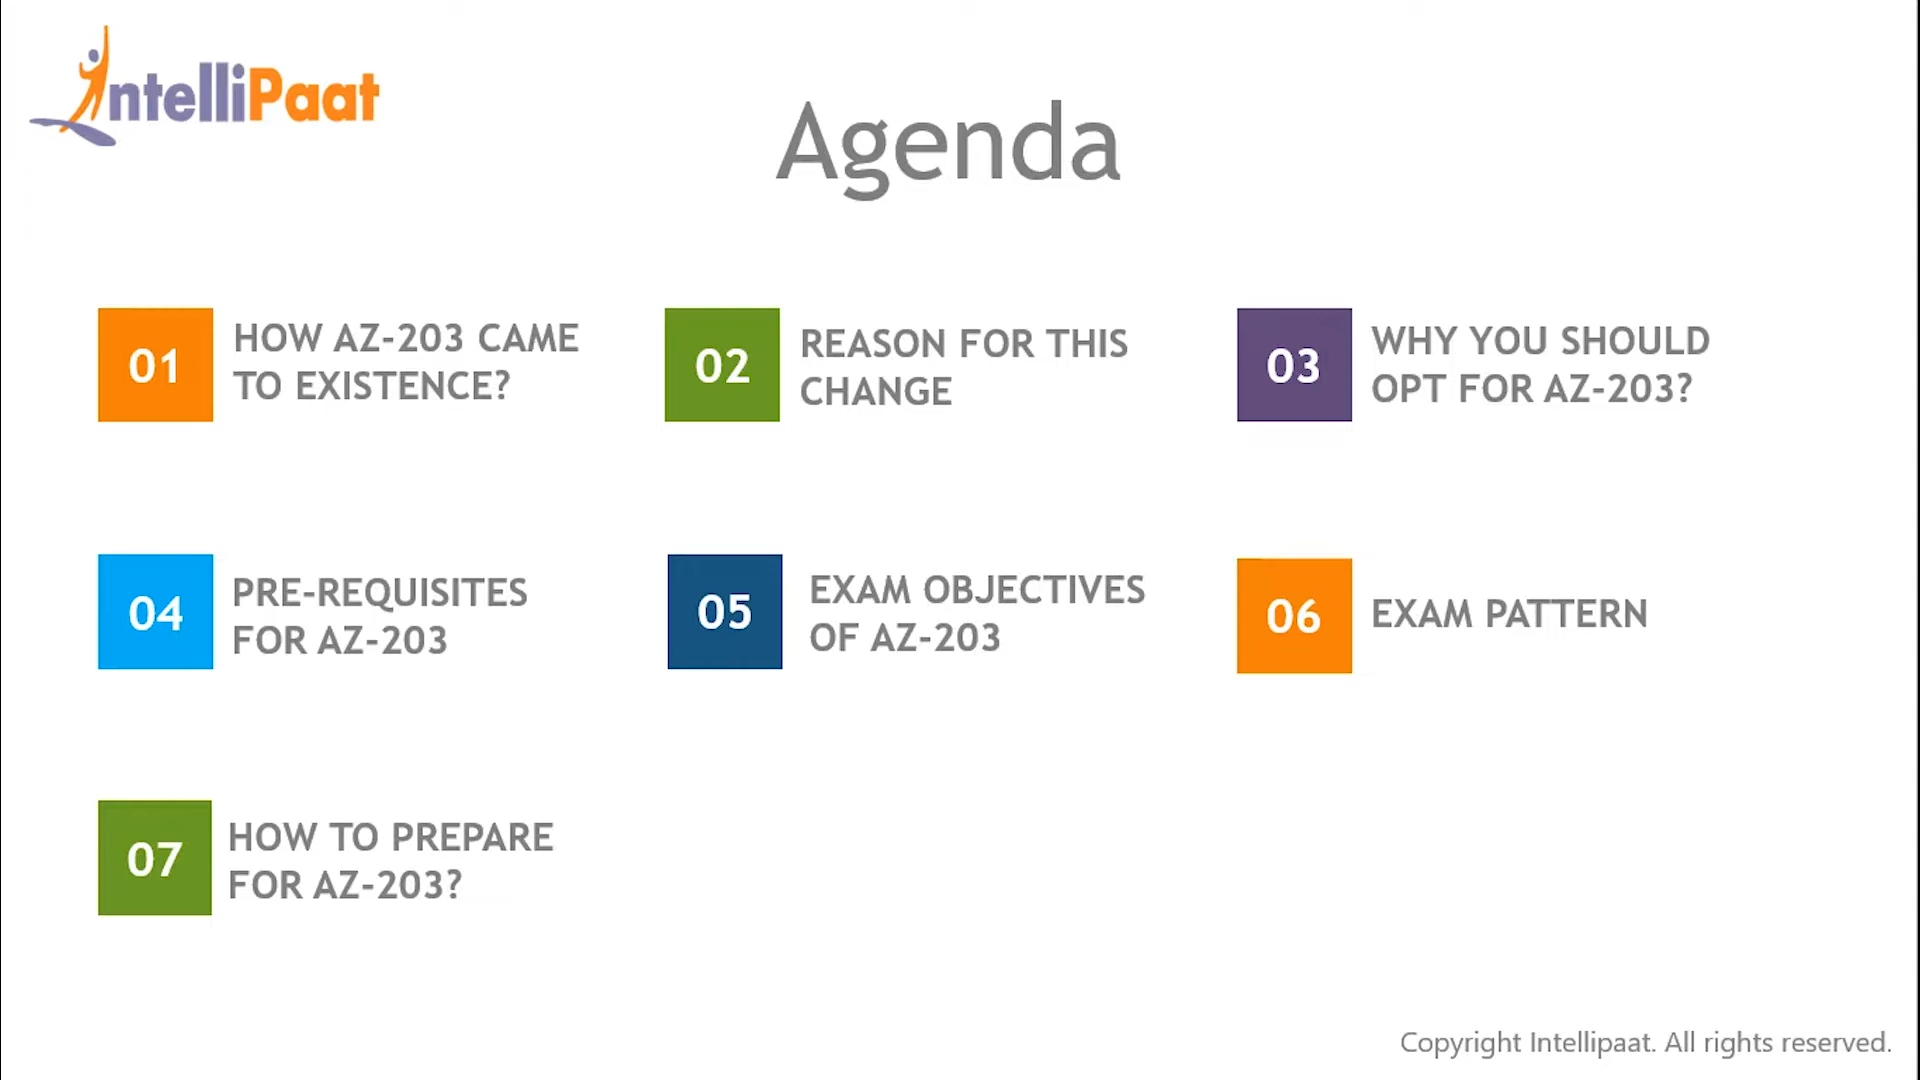 IntelliPaat
Agenda
01
HOW AZ-203 CAME
TO EXISTENCE?
02
REASON FOR THIS
CHANGE
03
WHY YOU SHOULD
OPT FOR AZ-203?
04
PRE-REQUISITES
FOR AZ-203
05
EXAM OBJECTIVES
OF AZ-203
06
EXAM PATTERN
07
HOW TO PREPARE
FOR AZ-203?
Copyright Intellipaat. All rights reserved.